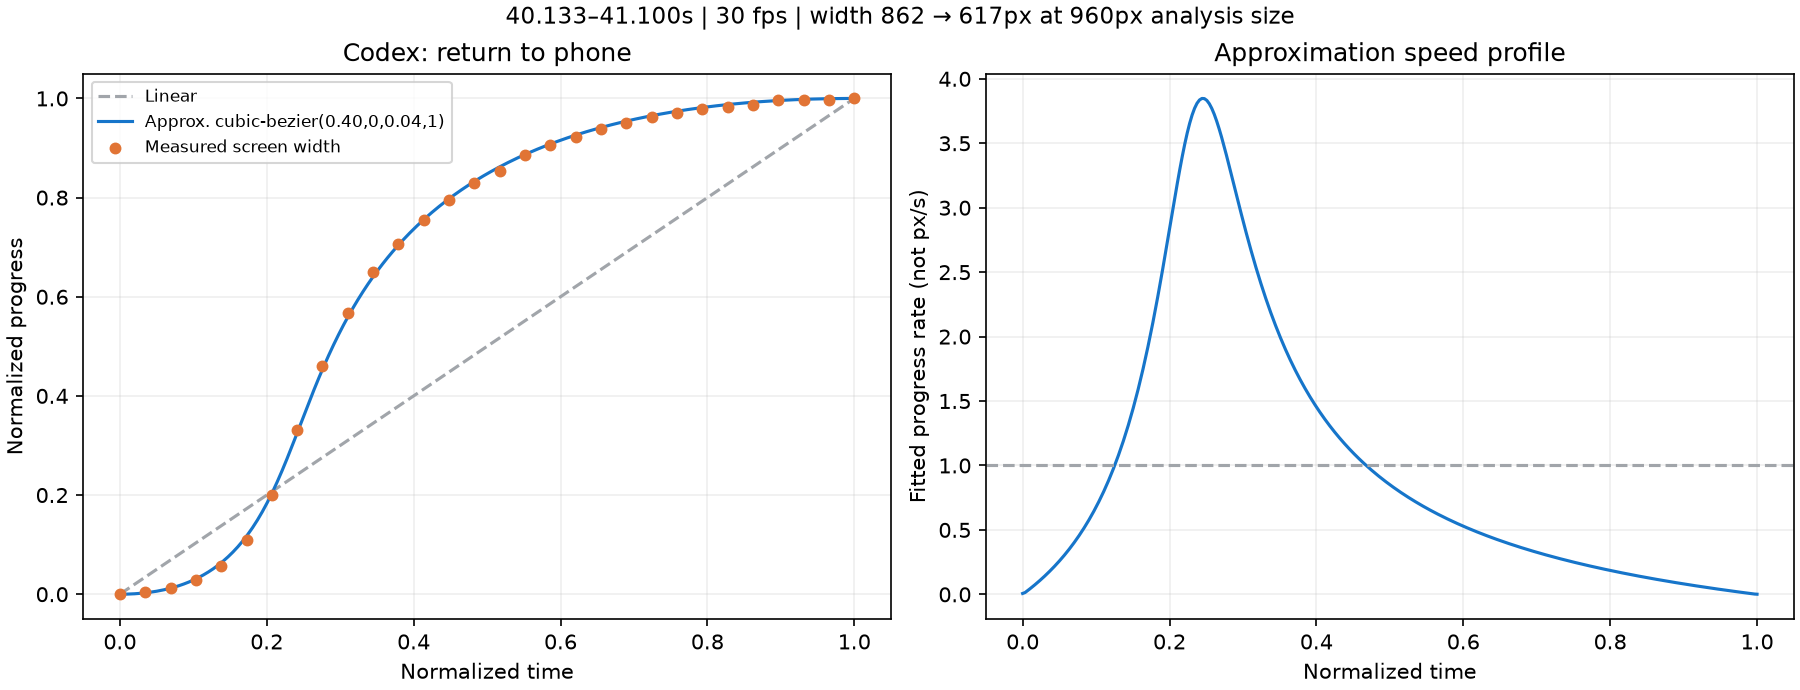 40.133–41.100s | 30 fps | width 862 → 617px at 960px analysis size
Codex: return to phone
Linear
Approx. cubic-bezier(0.40,0,0.04,1)
Measured screen width
Normalized progress
1.0
0.8
0.6
0.4
0.2
0.0
0.0 0.2 0.4 0.6 0.8 1.0
Normalized time
Approximation speed profile
Fitted progress rate (not px/s)
4.0
3.5
3.0
2.5
2.0
1.5
1.0
0.5
0.0
0.0 0.2 0.4 0.6 0.8 1.0
Normalized time